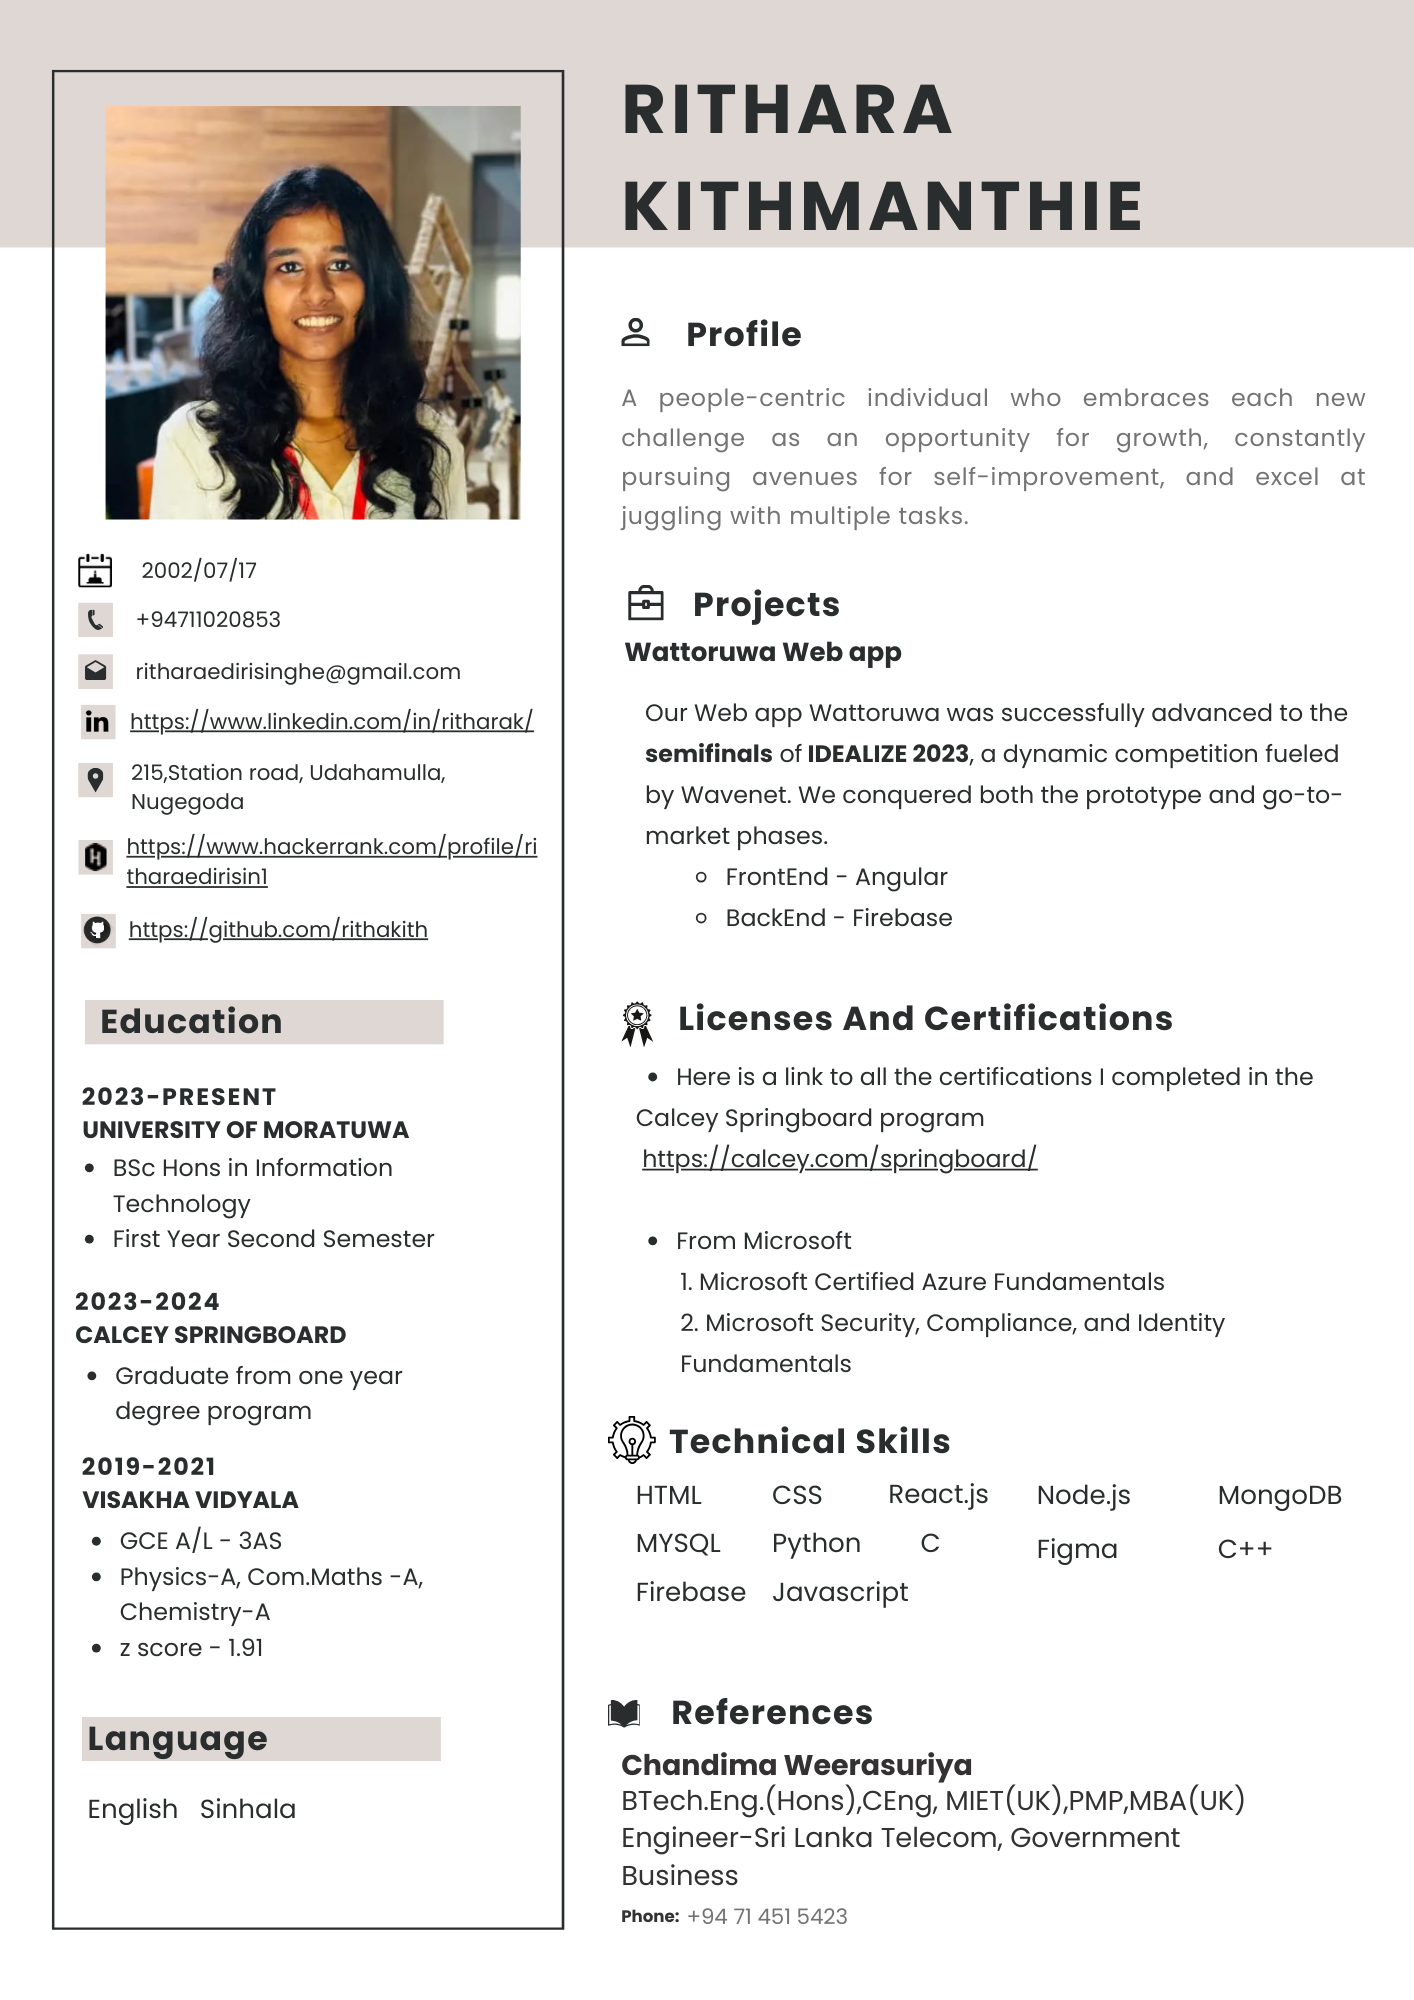 RITHARA
KITHMANTHIE
2002/07/17
+94711020853
ritharaedirisinghe@gmail.com
https://www.linkedin.com/in/ritharak/
215,Station road, Udahamulla,
Nugegoda
https://www.hackerrank.com/profile/ri
tharaedirisin1
https://github.com/rithakith
Education
2023-PRESENT
UNIVERSITY OF MORATUWA
• BSc Hons in Information
Technology
• First Year Second Semester
2023-2024
CALCEY SPRINGBOARD
• Graduate from one year
degree program
2019-2021
VISAKHA VIDYALA
• GCE A/L - 3AS
• Physics-A, Com.Maths -A,
Chemistry-A
• z score - 1.91
Language
English Sinhala
Profile
A people-centric individual who embraces each new
challenge as an opportunity for growth, constantly
pursuing avenues for self-improvement, and excel at
juggling with multiple tasks.
Projects
Wattoruwa Web app
Our Web app Wattoruwa was successfully advanced to the
semifinals of IDEALIZE 2023, a dynamic competition fueled
by Wavenet. We conquered both the prototype and go-to-
market phases.
○ FrontEnd - Angular
○ BackEnd - Firebase
Licenses And Certifications
• Here is a link to all the certifications I completed in the
Calcey Springboard program
https://calcey.com/springboard/
• From Microsoft
1. Microsoft Certified Azure Fundamentals
2. Microsoft Security, Compliance, and Identity
Fundamentals
Technical Skills
HTML CSS React.js Node.js MongoDB
MYSQL Python C Figma C++
Firebase Javascript
References
Chandima Weerasuriya
BTech.Eng.(Hons),CEng, MIET(UK),PMP,MBA(UK)
Engineer-Sri Lanka Telecom, Government
Business
Phone: +94 71 451 5423